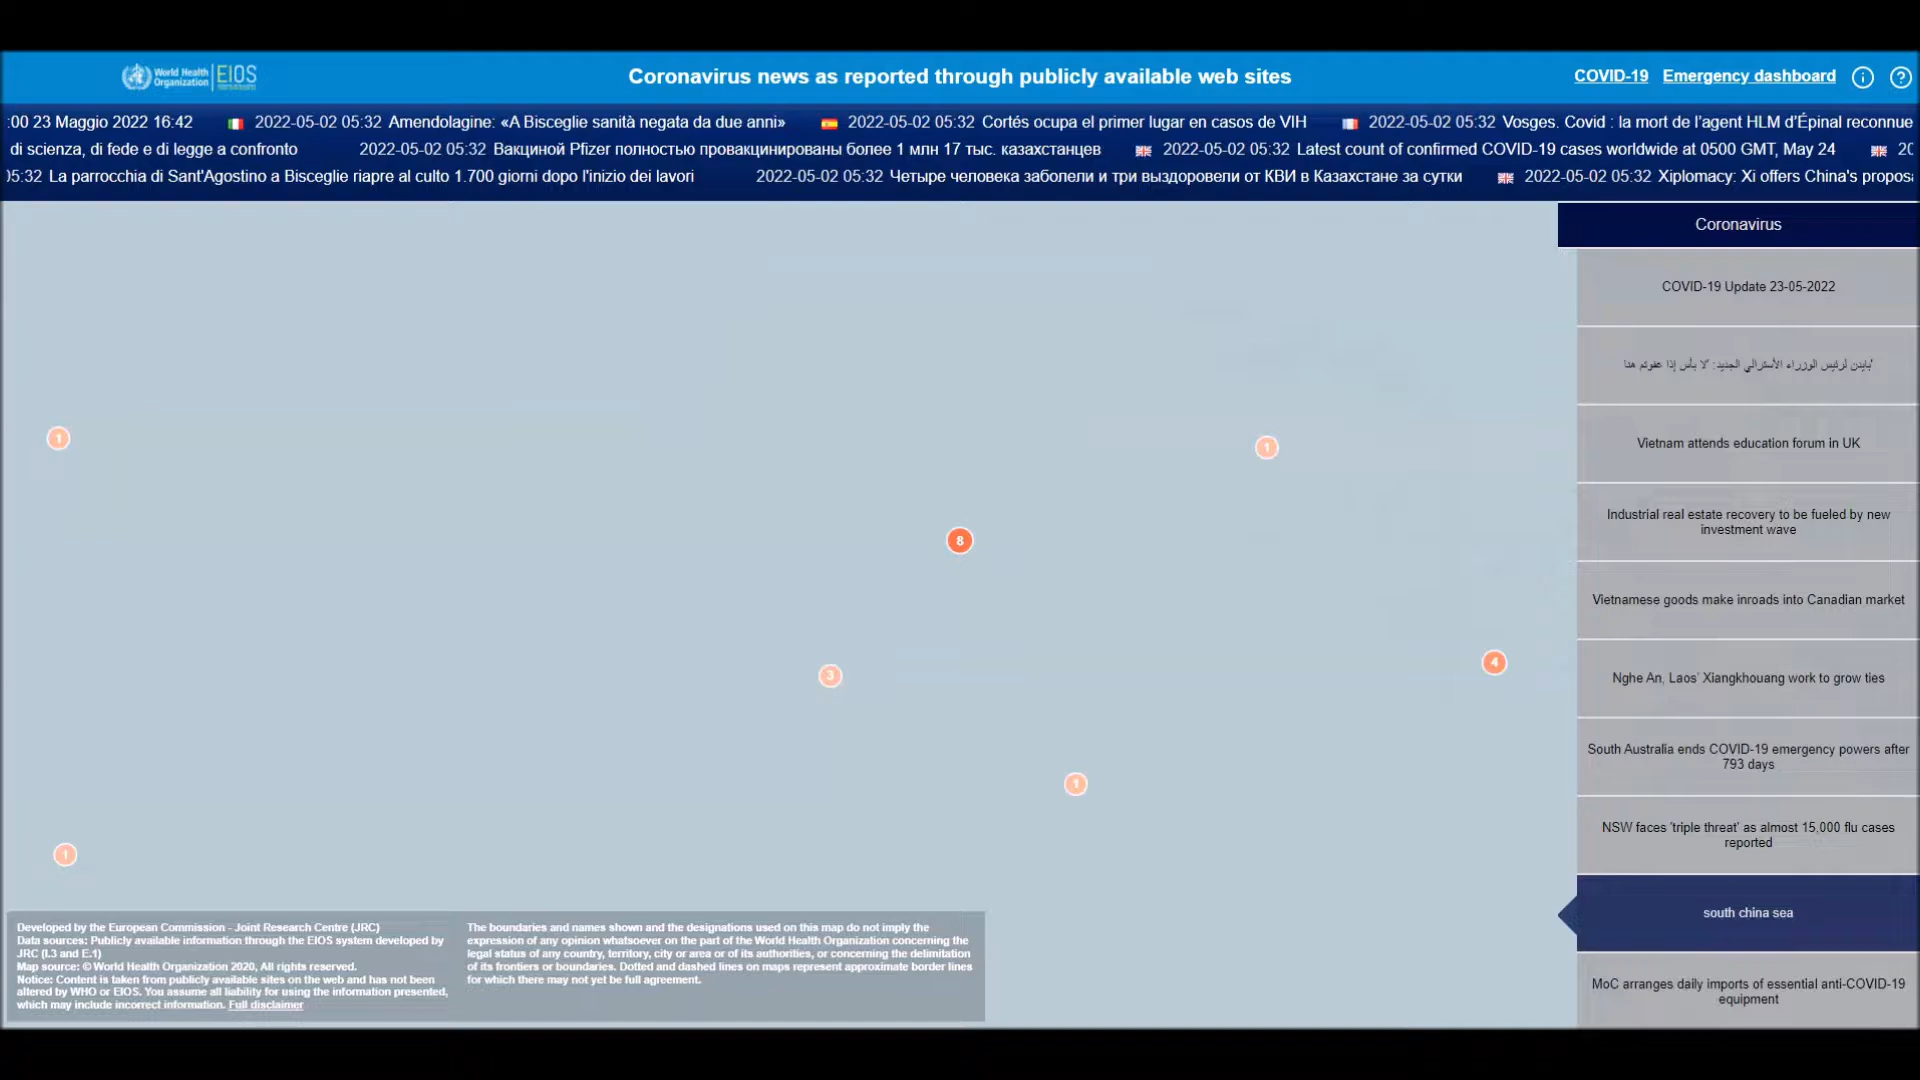 World Health Organization
EIOS
Coronavirus news as reported through publicly available web sites
COVID-19 Emergency dashboard
:00 23 Maggio 2022 16:42 2022-05-02 05:32 Amendolagine: «A Bisceglie sanità negata da due anni» 2022-05-02 05:32 Cortés ocupa el primer lugar en casos de VIH 2022-05-02 05:32 Vosges. Covid : la mort de l'agent HLM d'Épinal reconnue
di scienza, di fede e di legge a confronto 2022-05-02 05:32 Вакциной Pfizer полностью провакцинированы более 1 млн 17 тыс. казахстанцев 2022-05-02 05:32 Latest count of confirmed COVID-19 cases worldwide at 0500 GMT, May 24 20
05:32 La parrocchia di Sant'Agostino a Bisceglie riapre al culto 1.700 giorni dopo l'inizio dei lavori 2022-05-02 05:32 Четыре человека заболели и три выздоровели от КВИ в Казахстане за сутки 2022-05-02 05:32 Xiplomacy: Xi offers China's proposa
Coronavirus
COVID-19 Update 23-05-2022
بايدن لرئيس الوزراء الأسترالي الجديد: 'لا بأس إذا غفوتم هنا'
Vietnam attends education forum in UK
Industrial real estate recovery to be fueled by new
investment wave
Vietnamese goods make inroads into Canadian market
Nghe An, Laos' Xiangkhouang work to grow ties
South Australia ends COVID-19 emergency powers after
793 days
NSW faces 'triple threat' as almost 15,000 flu cases
reported
south china sea
MoC arranges daily imports of essential anti-COVID-19
equipment
1
1
8
4
3
1
1
Developed by the European Commission - Joint Research Centre (JRC)
Data sources: Publicly available information through the EIOS system developed by
JRC (I.3 and E.1)
Map source: © World Health Organization 2020, All rights reserved.
Notice: Content is taken from publicly available sites on the web and has not been
altered by WHO or EIOS. You assume all liability for using the information presented,
which may include incorrect information. Full disclaimer
The boundaries and names shown and the designations used on this map do not imply the
expression of any opinion whatsoever on the part of the World Health Organization concerning the
legal status of any country, territory, city or area or of its authorities, or concerning the delimitation
of its frontiers or boundaries. Dotted and dashed lines on maps represent approximate border lines
for which there may not yet be full agreement.